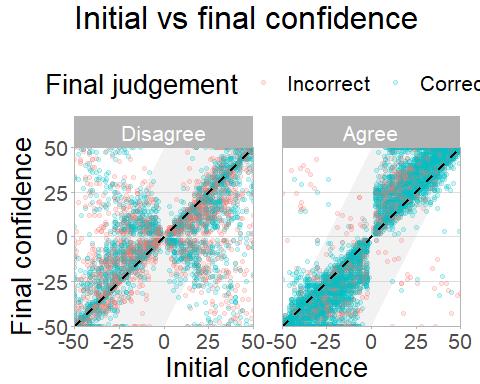 Initial vs final confidence
Final judgement Incorrect Correc
Disagree Agree
Final confidence
50
25
0
-25
-50
-50 -25 0 25 50 -50 -25 0 25 50
Initial confidence